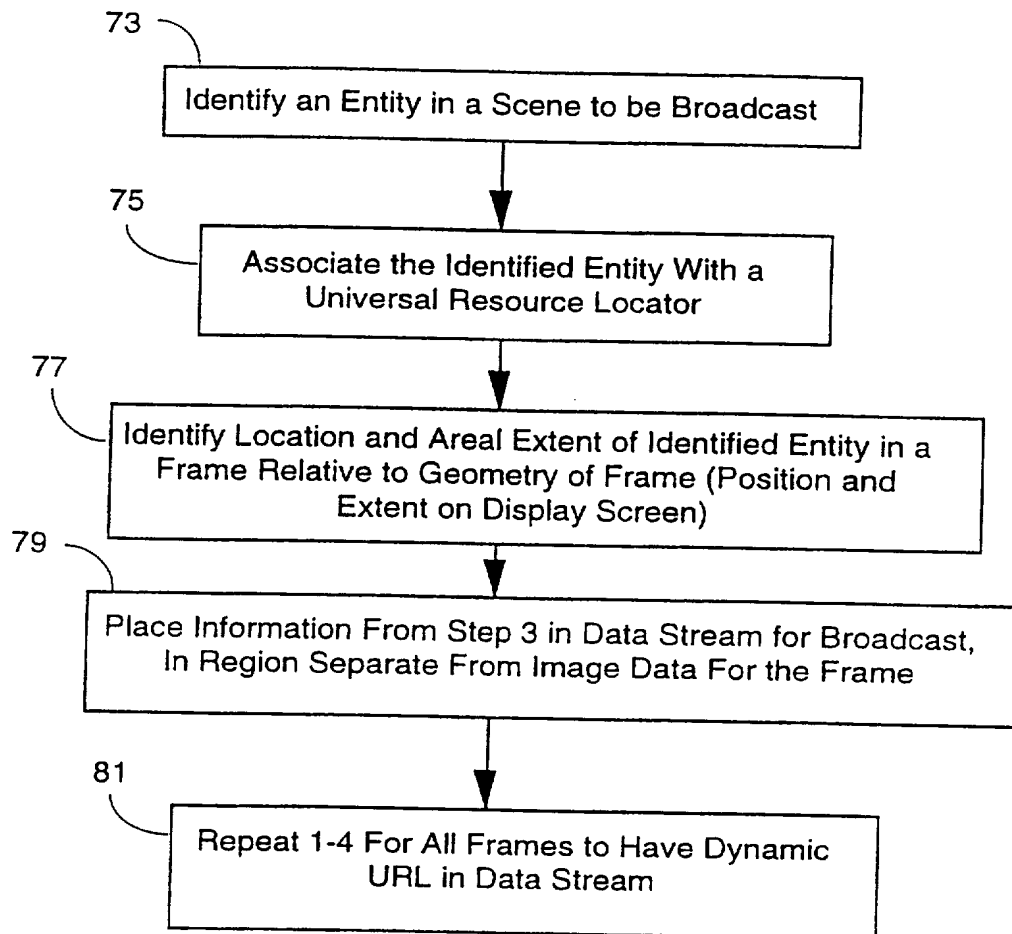 73
Identify an Entity in a Scene to be Broadcast
75
Associate the Identified Entity With a
Universal Resource Locator
77
Identify Location and Areal Extent of Identified Entity in a
Frame Relative to Geometry of Frame (Position and
Extent on Display Screen)
79
Place Information From Step 3 in Data Stream for Broadcast,
In Region Separate From Image Data For the Frame
81
Repeat 1-4 For All Frames to Have Dynamic
URL in Data Stream